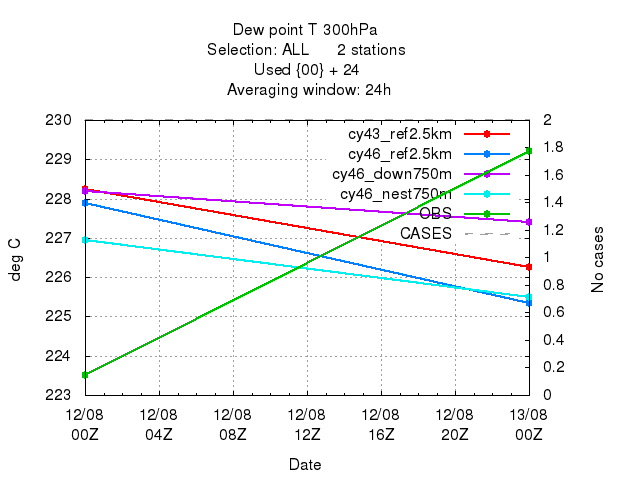 Dew point T 300hPa
Selection: ALL 2 stations
Used {00} + 24
Averaging window: 24h
230 2
cy43_ref2.5km
229 1.8
cy46_ref2.5km
1.6
cy46_down750m
228 1.4
cy46_nest750m
OBS
1.2
CASES
227
226 1
0.8
225
0.4
224
0.2
223 0
deg C
No cases
12/08 12/08 12/08 12/08 12/08 12/08 13/08
00Z 04Z 08Z 12Z 16Z 20Z 00Z
Date